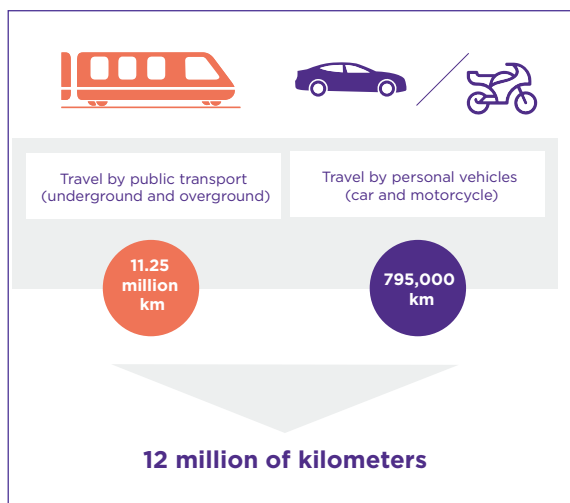 Travel by public transport
(underground and overground)
Travel by personal vehicles
(car and motorcycle)
11.25
million
km
795,000
km
12 million of kilometers